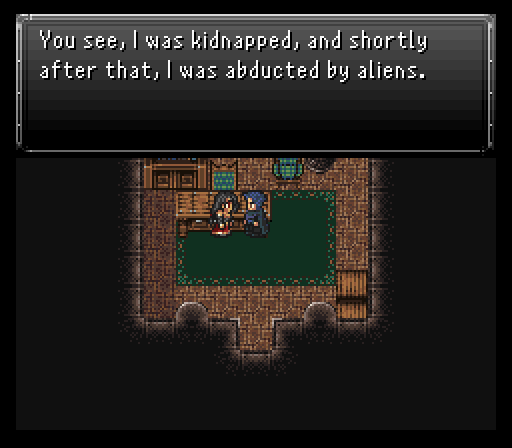 You see, I was kidnapped, and shortly
after that, I was abducted by aliens.